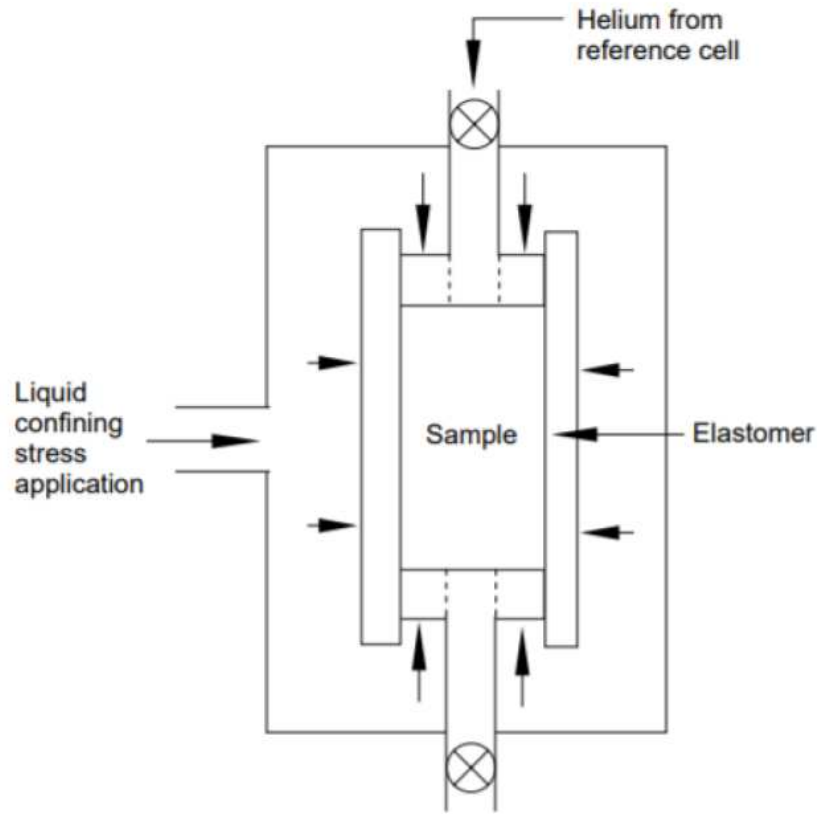 Helium from
reference cell
Liquid
confining
stress
application
Sample
Elastomer